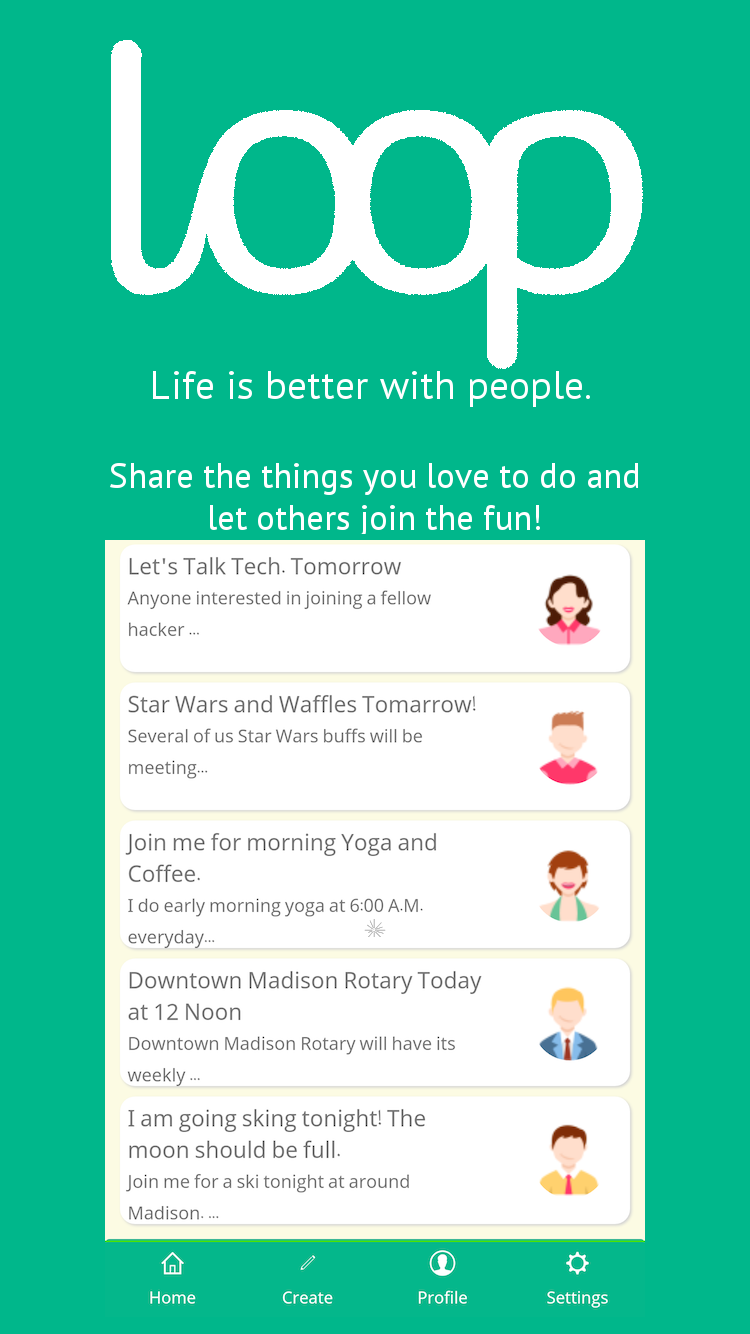 loop
Life is better with people.
Share the things you love to do and
let others join the fun!
Let's Talk Tech. Tomorrow
Anyone interested in joining a fellow
hacker ...
Star Wars and Waffles Tomarrow!
Several of us Star Wars buffs will be
meeting...
Join me for morning Yoga and
Coffee.
I do early morning yoga at 6:00 A.M.
everyday...
Downtown Madison Rotary Today
at 12 Noon
Downtown Madison Rotary will have its
weekly ...
I am going sking tonight! The
moon should be full.
Join me for a ski tonight at around
Madison. ...
Home Create Profile Settings